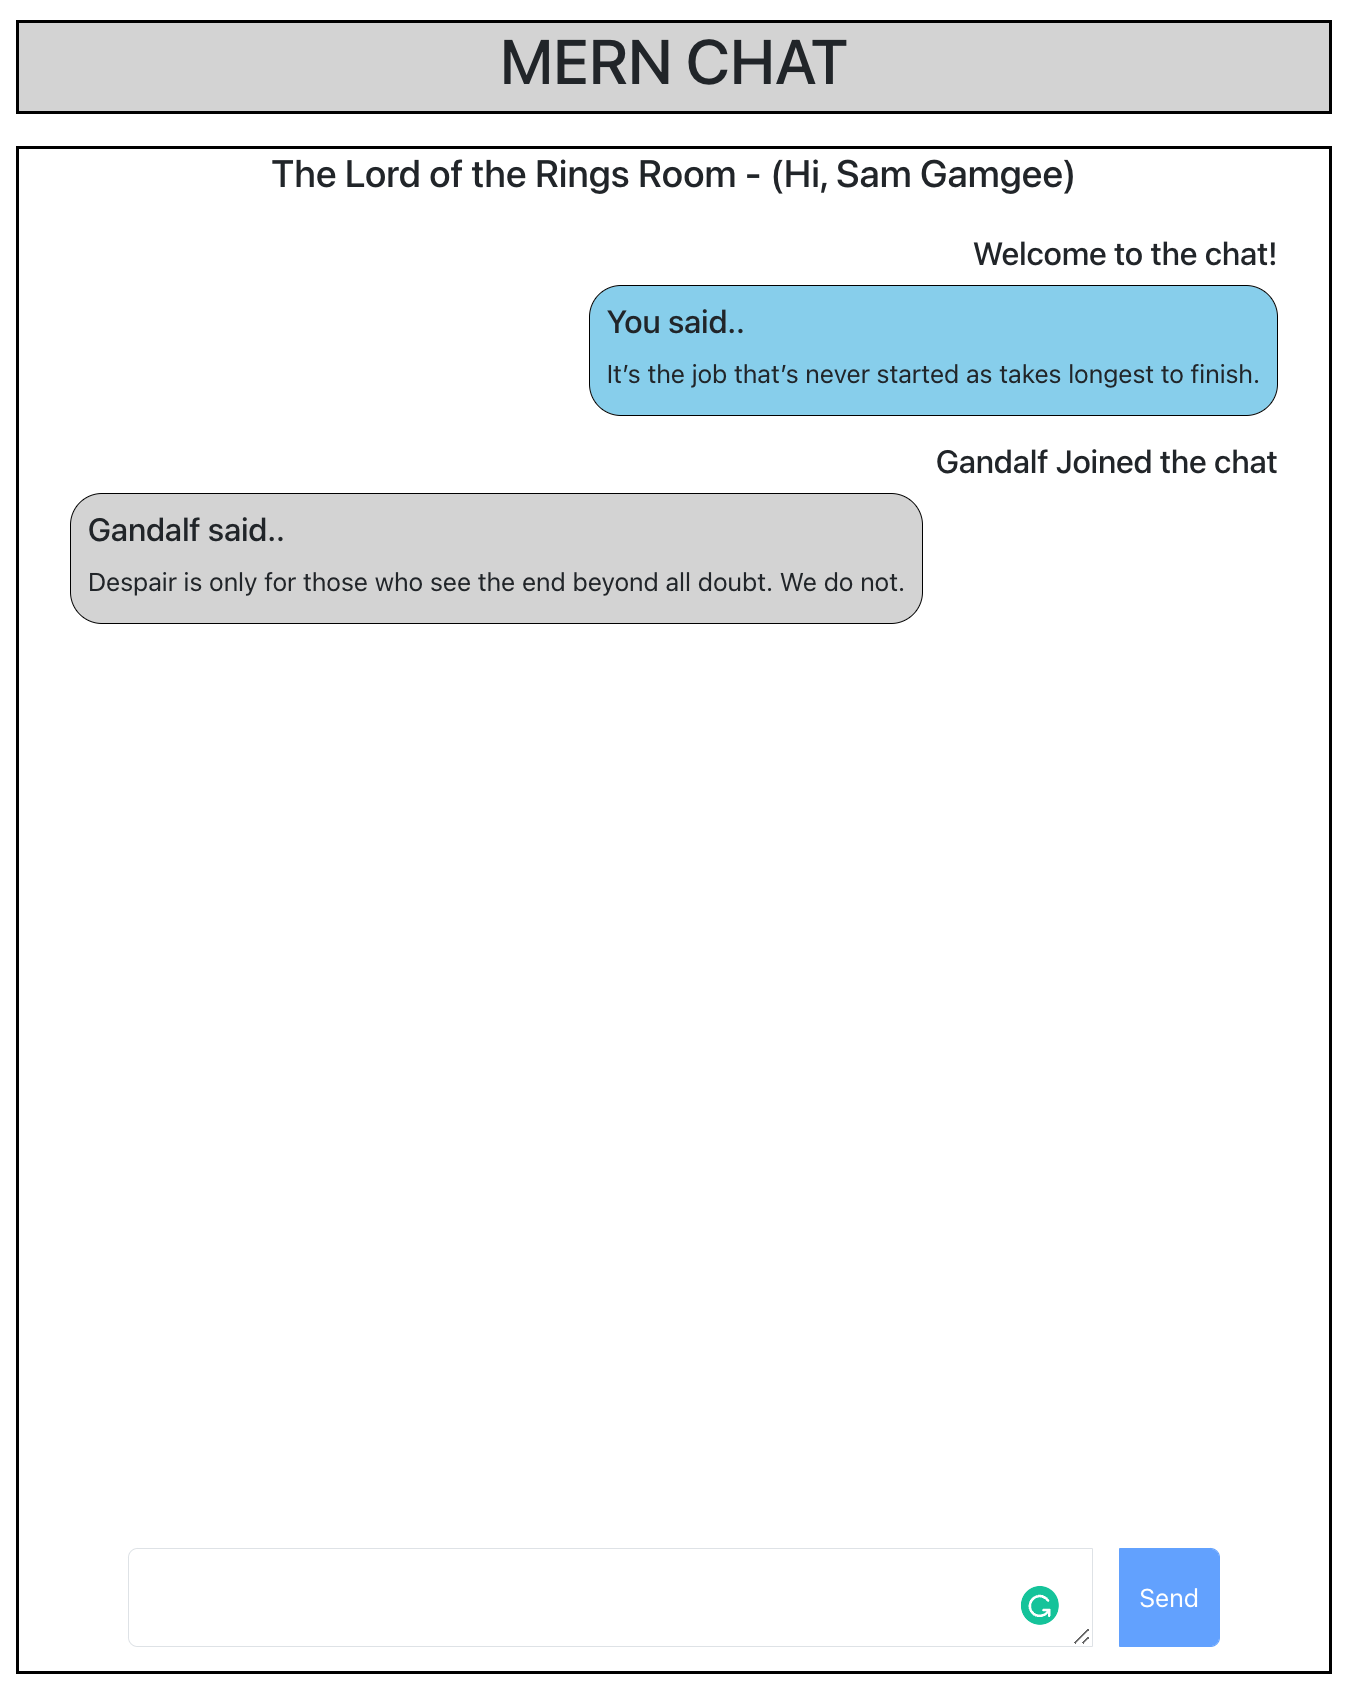 MERN CHAT
The Lord of the Rings Room - (Hi, Sam Gamgee)
Welcome to the chat!
You said..
It’s the job that’s never started as takes longest to finish.
Gandalf Joined the chat
Gandalf said..
Despair is only for those who see the end beyond all doubt. We do not.
Send